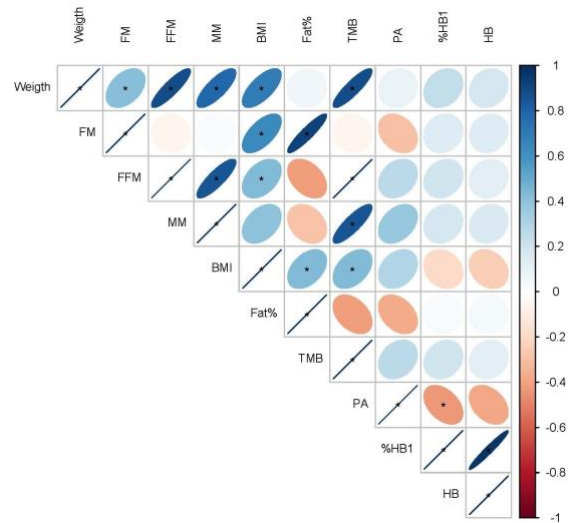 Weigth
FM
FFM
MM
BMI
Fat%
TMB
PA
%HB1
HB
Weigth
FM
FFM
MM
BMI
Fat%
TMB
PA
%HB1
HB
1
0.8
0.6
0.4
0.2
0
-0.2
-0.4
-0.6
-0.8
-1